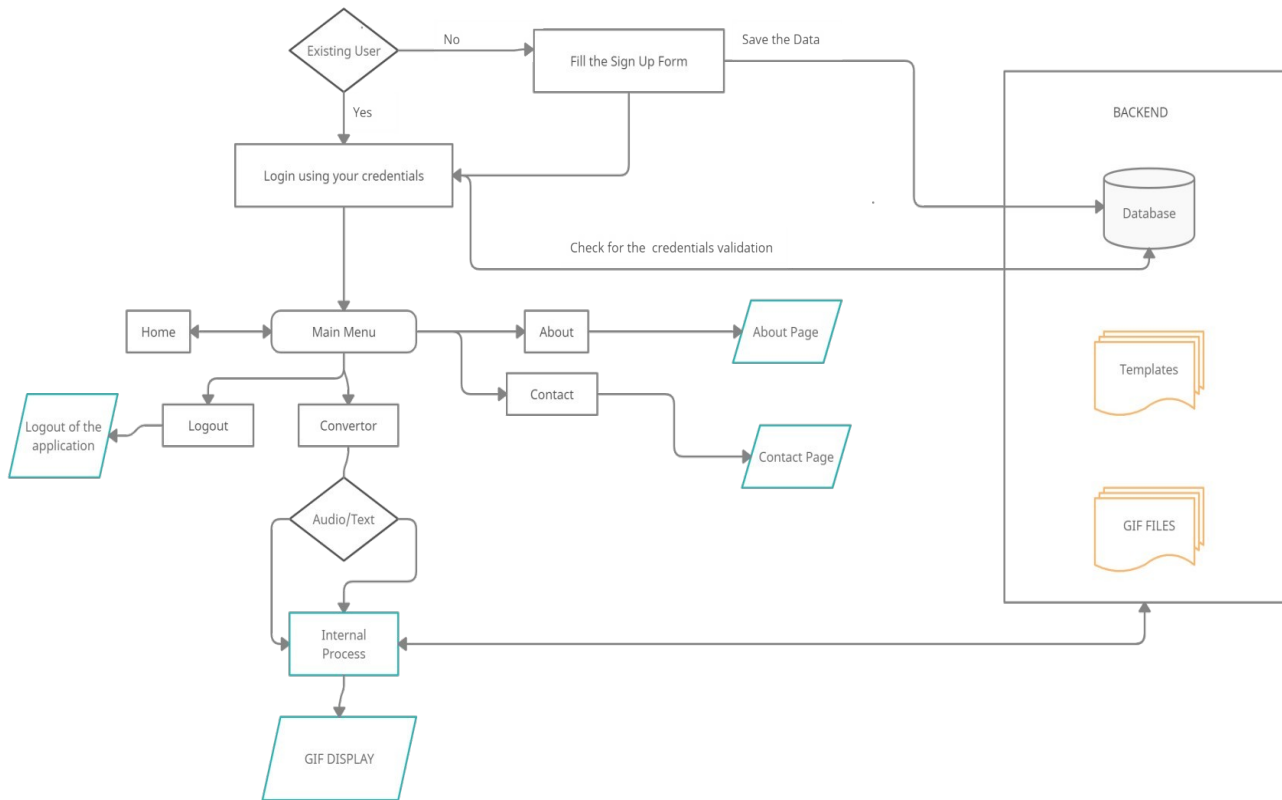 Existing User
No
Fill the Sign Up Form
Save the Data
Yes
BACKEND
Login using your credentials
Database
Check for the  credentials validation
Home
Main Menu
About
About Page
Templates
Contact
Logout of the
application
Logout
Convertor
Contact Page
Audio/Text
GIF FILES
Internal
Process
GIF DISPLAY